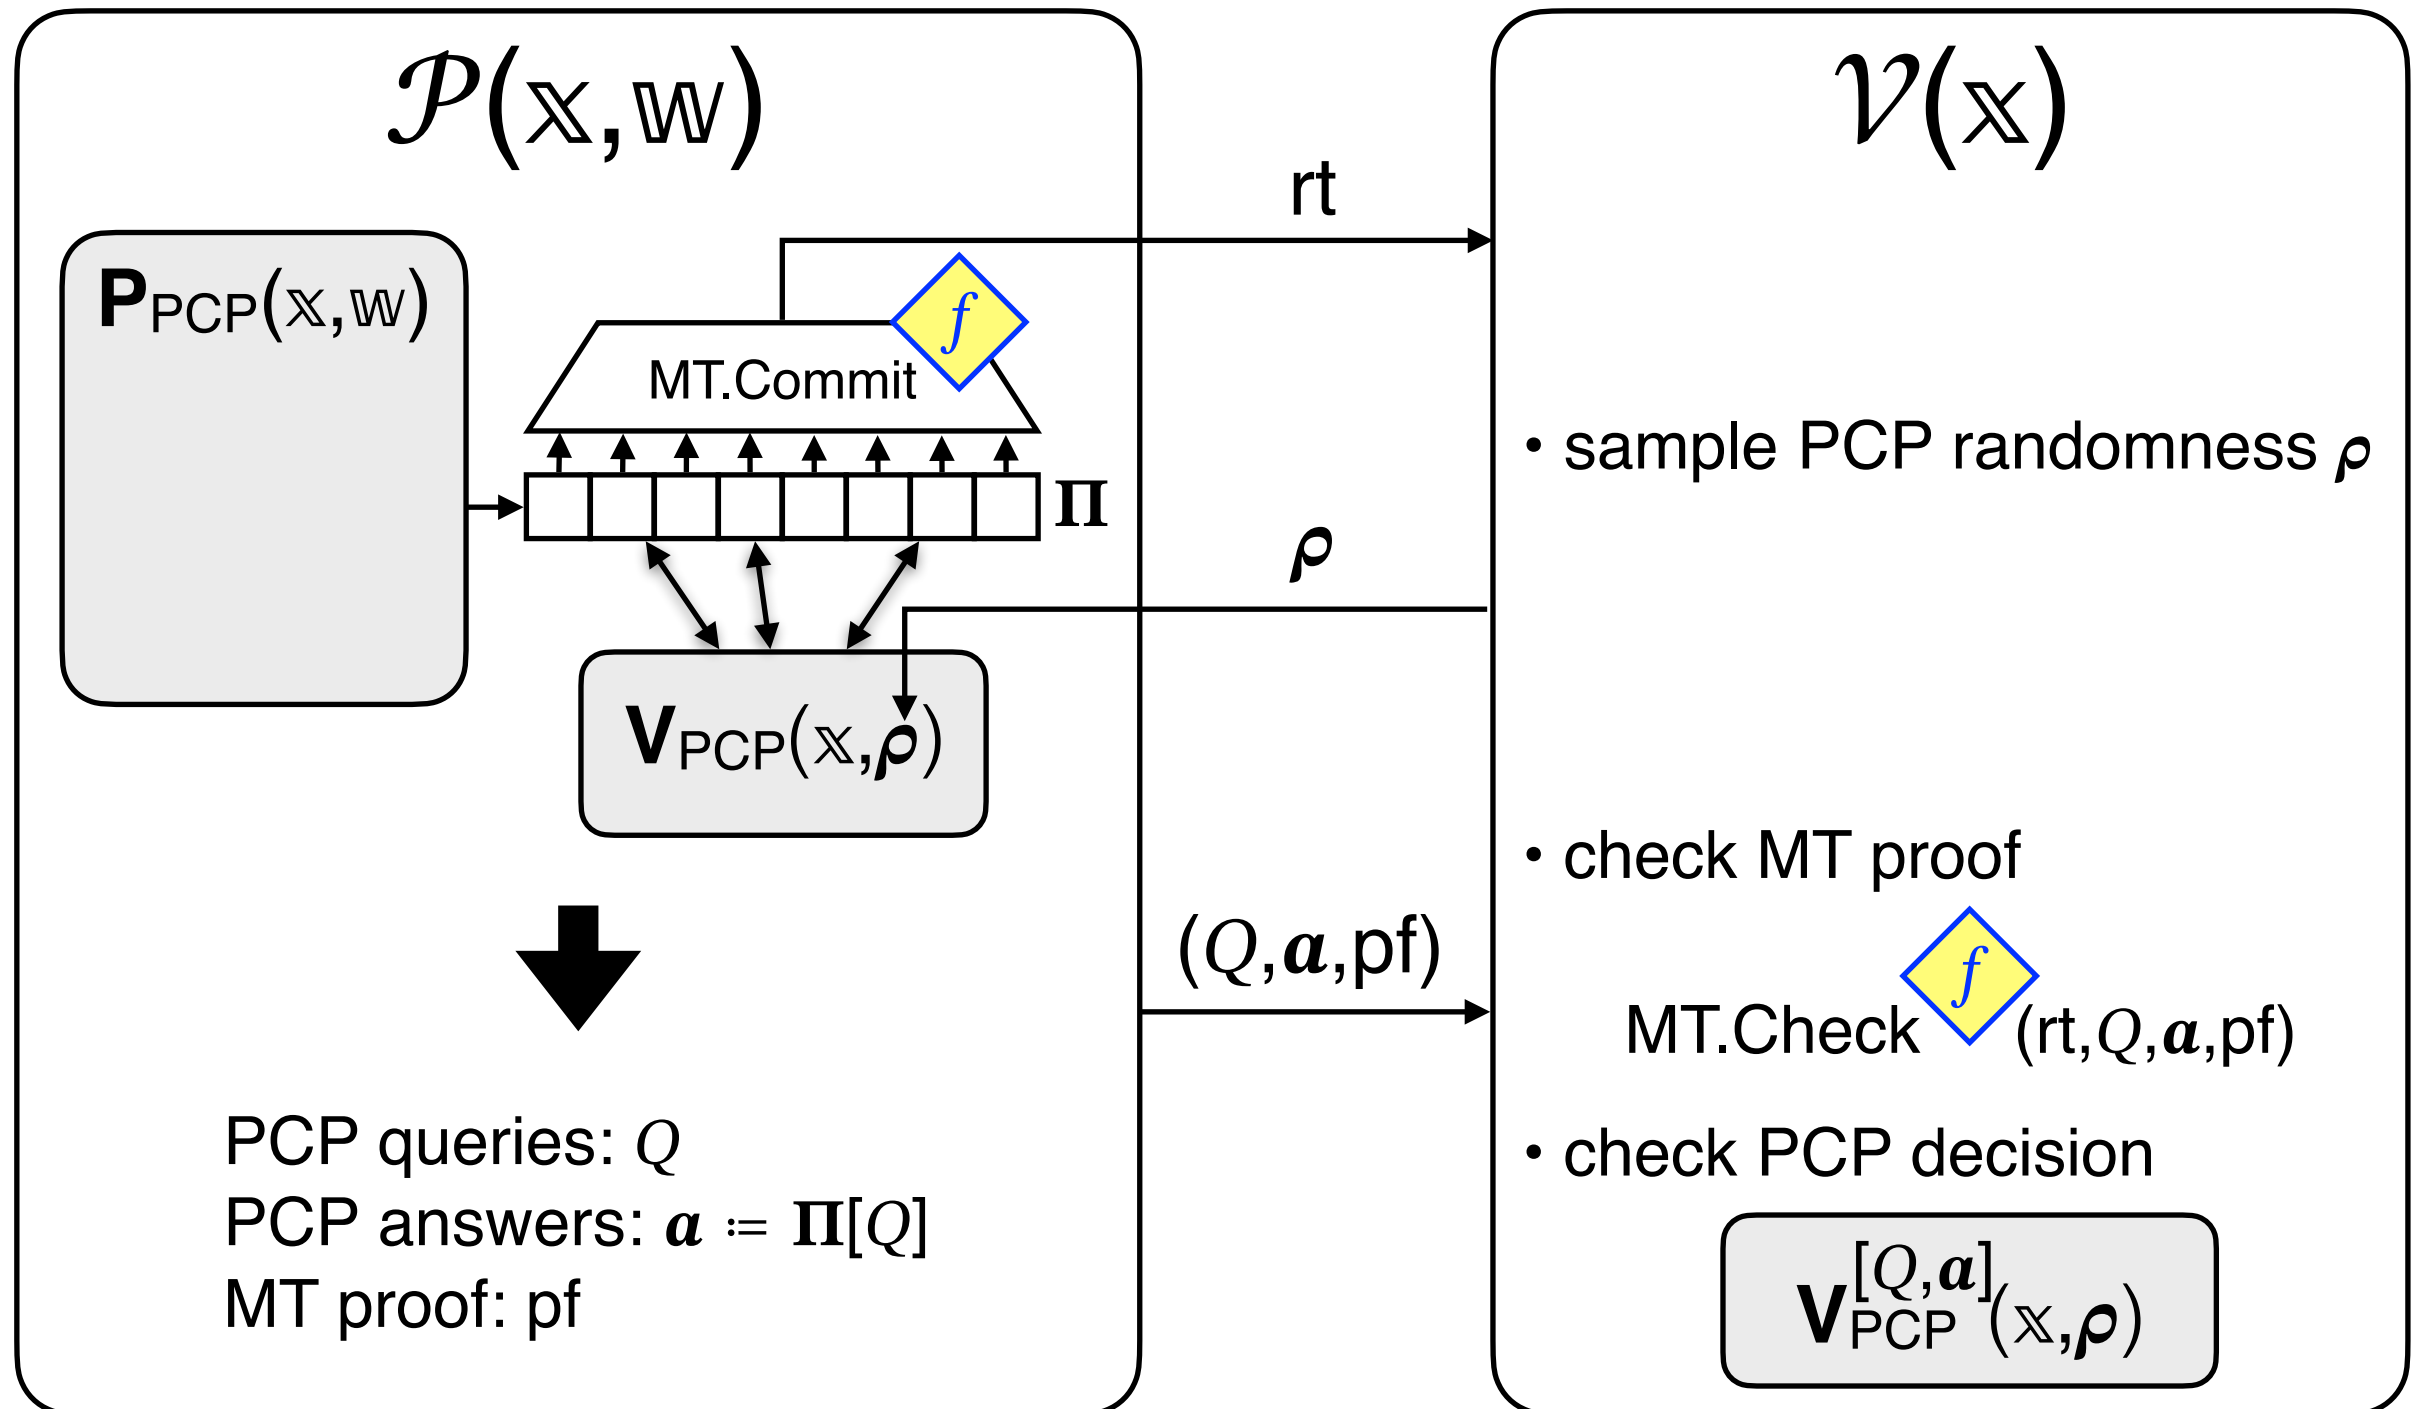 𝒫(𝕩,𝕨)
P_PCP(𝕩,𝕨)
MT.Commit
f
Π
V_PCP(𝕩,ρ)
PCP queries: Q
PCP answers: a := Π[Q]
MT proof: pf
rt
ρ
(Q,a,pf)
𝒱(𝕩)
• sample PCP randomness ρ
• check MT proof
MT.Check f (rt,Q,a,pf)
• check PCP decision
V_PCP^[Q,a](𝕩,ρ)